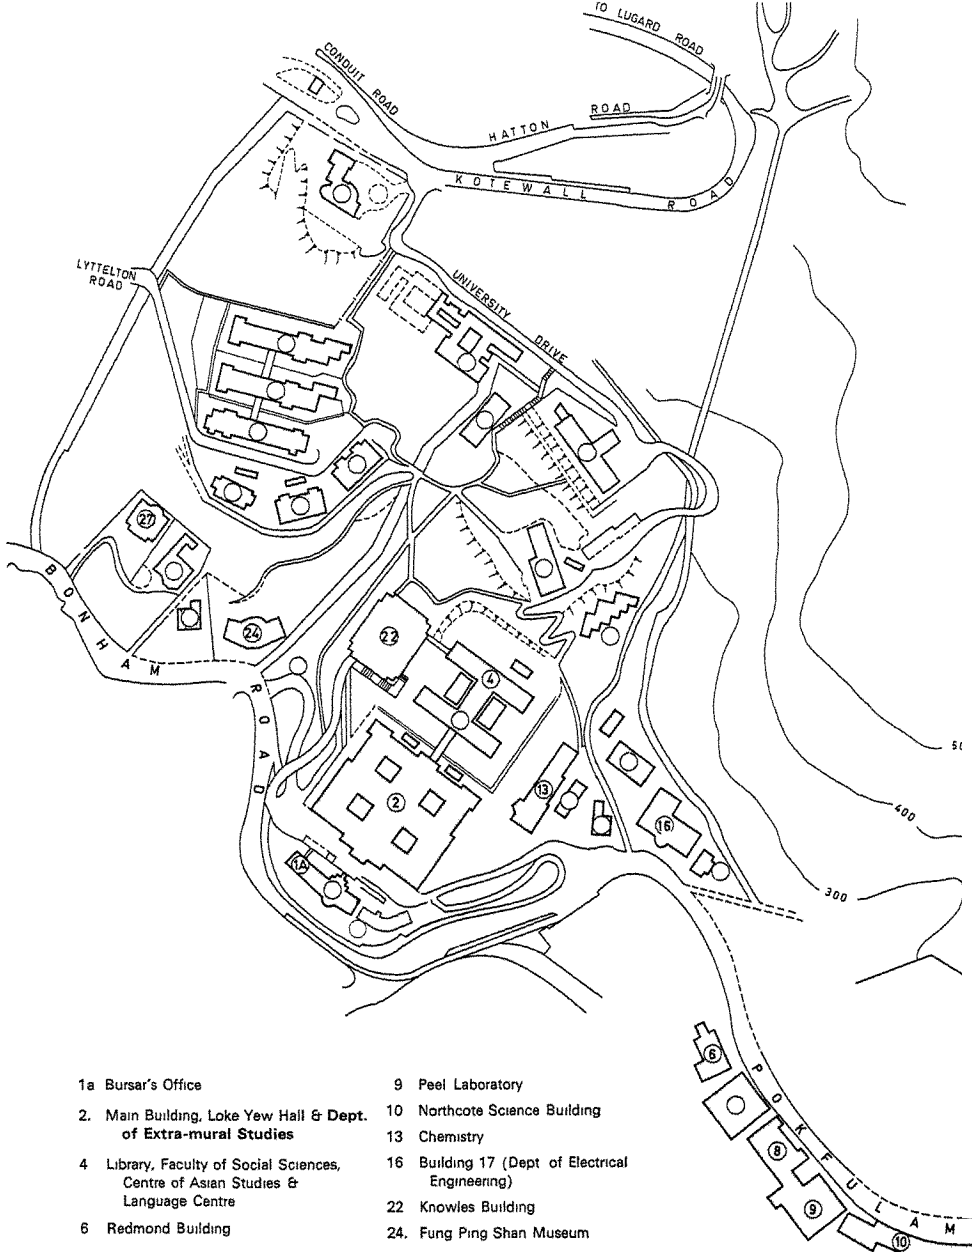 TO LUGARD ROAD
CONDUIT ROAD
HATTON ROAD
KOTEWALL ROAD
LYTTELTON
ROAD
UNIVERSITY DRIVE
27
BONHAM ROAD
24
22
4
2
13
16
1A
400
300
6
POKFULAM
8
9
10
1a Bursar's Office
2. Main Building, Loke Yew Hall & Dept.
of Extra-mural Studies
4 Library, Faculty of Social Sciences,
Centre of Asian Studies &
Language Centre
6 Redmond Building
9 Peel Laboratory
10 Northcote Science Building
13 Chemistry
16 Building 17 (Dept of Electrical
Engineering)
22 Knowles Building
24. Fung Ping Shan Museum